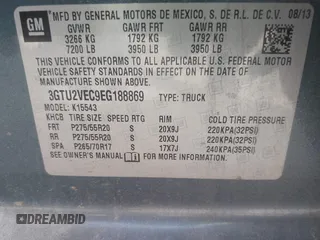 GM
MFD BY GENERAL MOTORS DE MEXICO, S. DE R.L. DE C.V. 08/13
GVWR GAWR FRT GAWR RR
3266 KG 1792 KG 1792 KG
7200 LB 3950 LB 3950 LB
THIS VEHICLE CONFORMS TO ALL APPLICABLE U.S. FEDERAL MOTOR
VEHICLE SAFETY STANDARDS IN EFFECT ON THE DATE OF
MANUFACTURE SHOWN ABOVE.
3GTU2VEC9EG188869 TYPE: TRUCK
MODEL: K15543
KHCB TIRE SIZE SPEED RTG RIM COLD TIRE PRESSURE
FRT P275/55R20 S 20X9J 220KPA(32PSI)
RR P275/55R20 S 20X9J 220KPA(32PSI)
SPA P265/70R17 S 17X7J 240KPA(35PSI)
SEE OWNER'S MANUAL FOR ADDITIONAL INFORMATION.
DREAMBID